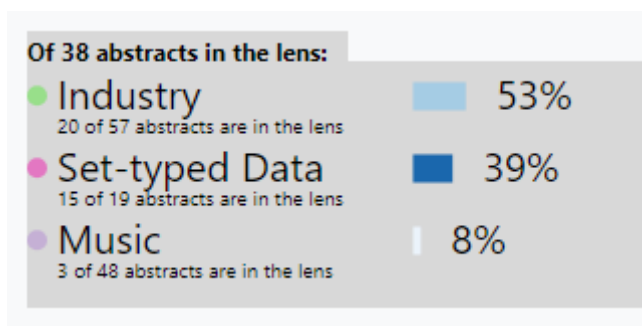 Of 38 abstracts in the lens:
Industry 53%
20 of 57 abstracts are in the lens
Set-typed Data 39%
15 of 19 abstracts are in the lens
Music 8%
3 of 48 abstracts are in the lens